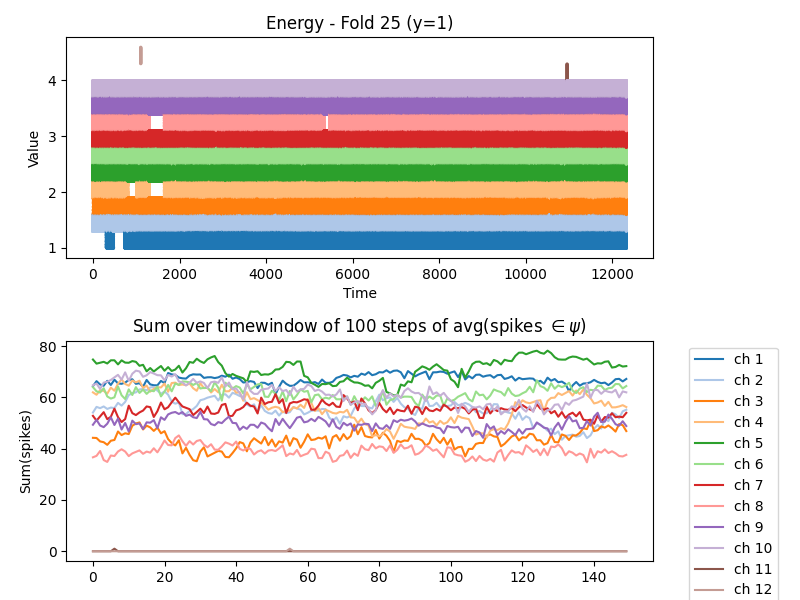 Energy - Fold 25 (y=1)
Value
4
3
2
1
0 2000 4000 6000 8000 10000 12000
Time
Sum over timewindow of 100 steps of avg(spikes ∈ψ)
Sum(spikes)
80
60
40
20
0
0 20 40 60 80 100 120 140
ch 1
ch 2
ch 3
ch 4
ch 5
ch 6
ch 7
ch 8
ch 9
ch 10
ch 11
ch 12